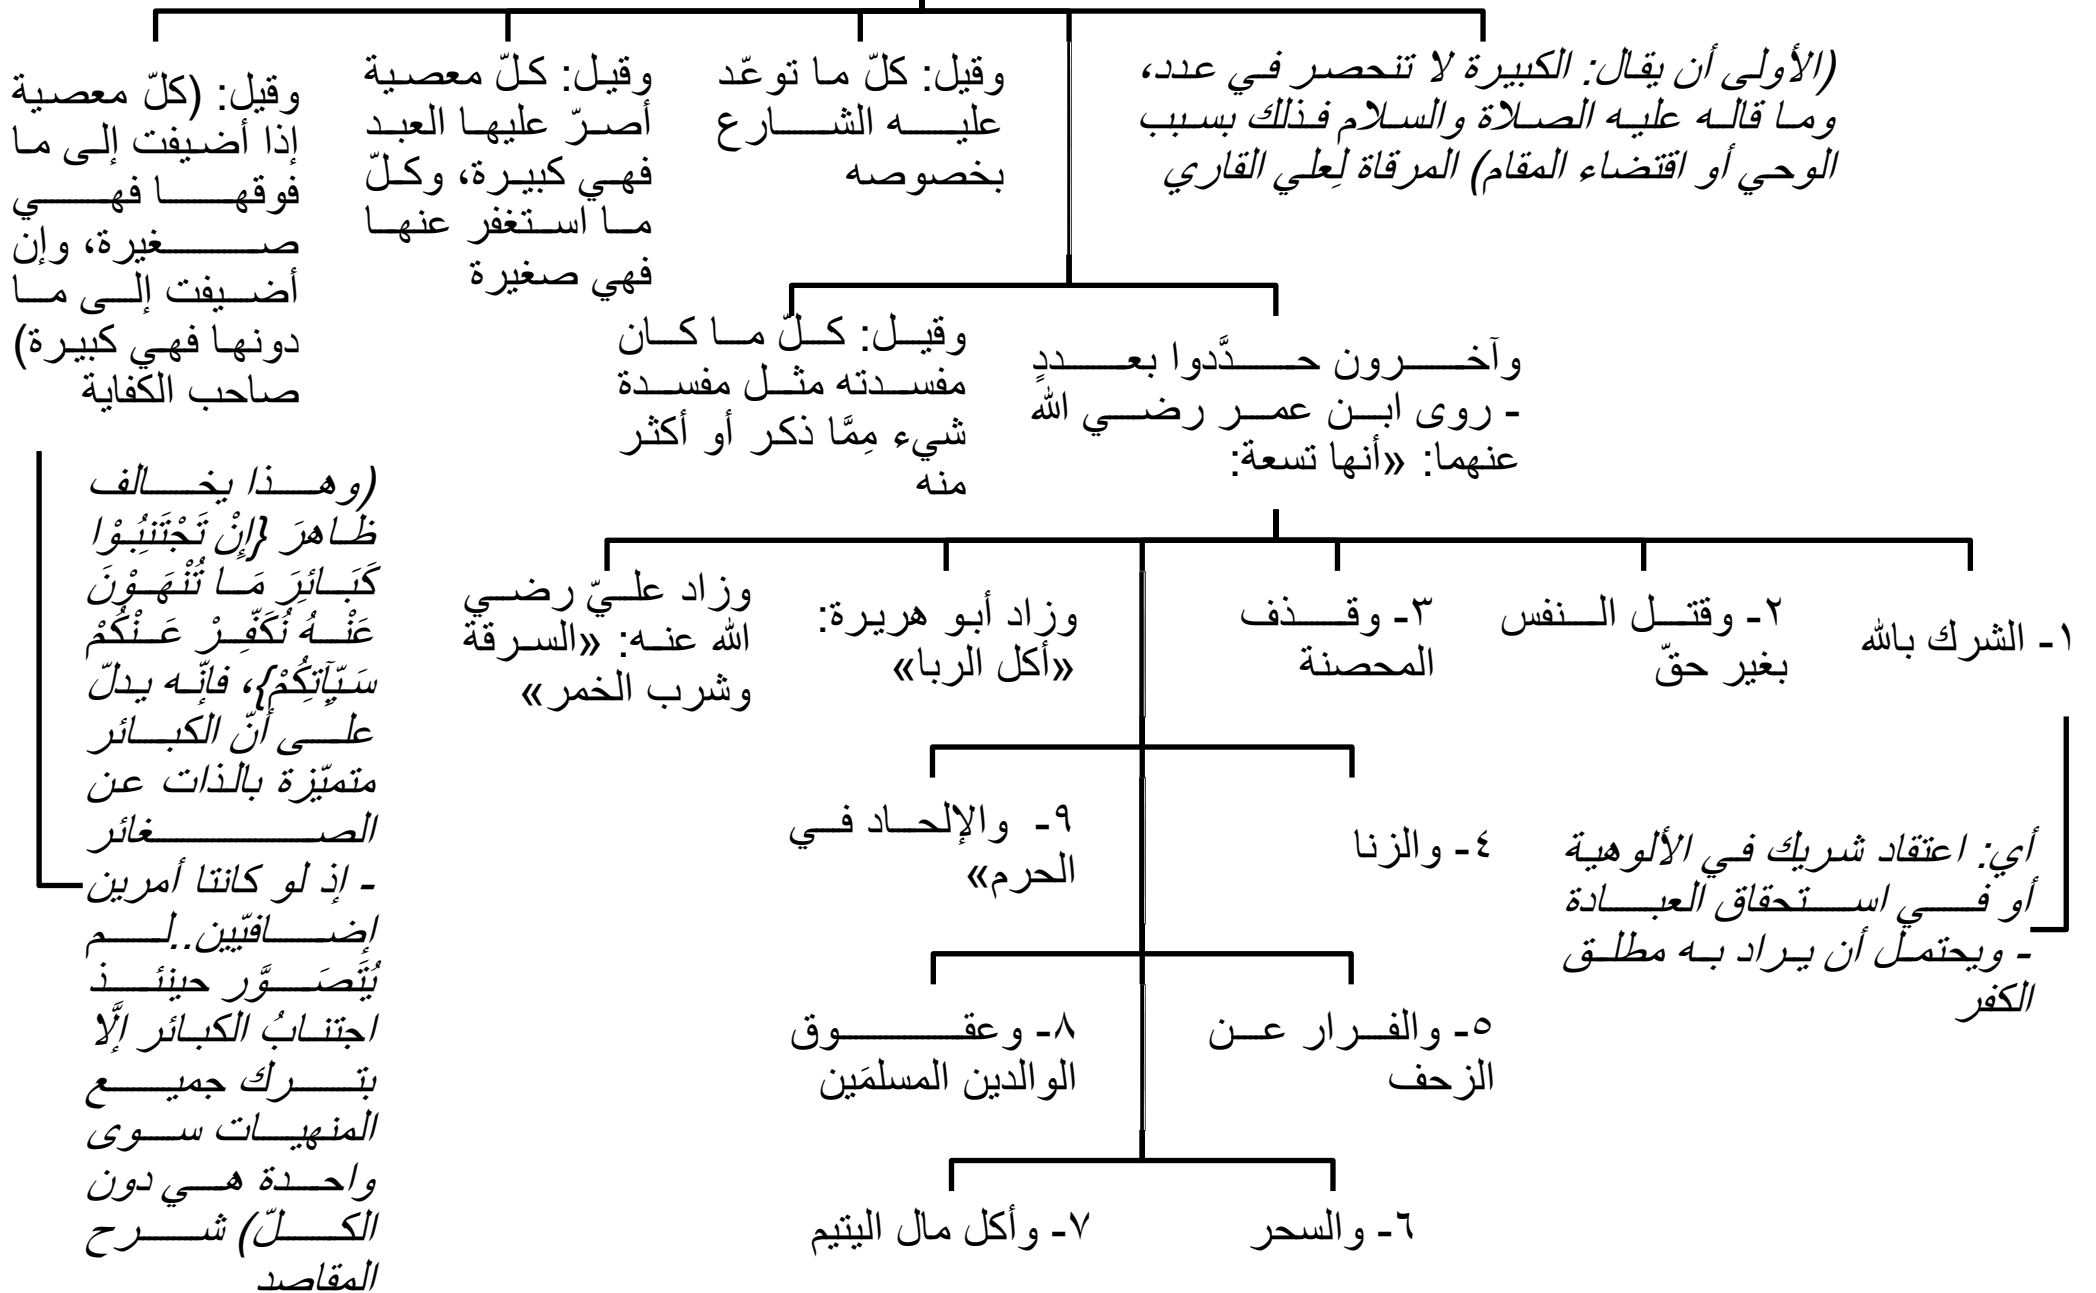 (الأولى أن يقال: الكبيرة لا تنحصر في عدد،
وما قاله عليه الصلاة والسلام فذلك بسبب
الوحي أو اقتضاء المقام) المرقاة لِعلي القاري
وقيل: كلّ ما توعّد
عليه الشارع
بخصوصه
وقيل: كلّ معصية
أصرّ عليها العبد
فهي كبيرة، وكلّ
ما استغفر عنها
فهي صغيرة
وقيل: (كلّ معصية
إذا أضيفت إلى ما
فوقها فهي
صغيرة، وإن
أضيفت إلى ما
دونها فهي كبيرة)
صاحب الكفاية
وآخرون حدَّدوا بعددٍ
- روى ابن عمر رضي الله
عنهما: «أنها تسعة:
وقيل: كلّ ما كان
مفسدته مثل مفسدة
شيء مِمَّا ذكر أو أكثر
منه
(وهذا يخالف
ظاهرَ {إِنْ تَجْتَنِبُوْا
كَبَائِرَ مَا تُنْهَوْنَ
عَنْهُ نُكَفِّرْ عَنْكُمْ
سَيِّآتِكُمْ}، فإنّه يدلّ
على أنّ الكبائر
متميّزة بالذات عن
الصغائر
- إذ لو كانتا أمرين
إضافيّين..لم
يُتَصَوَّر حينئذ
اجتنابُ الكبائر إلَّا
بترك جميع
المنهيات سوى
واحدة هي دون
الكلّ) شرح
المقاصد
١- الشرك بالله
٢- وقتل النفس
بغير حقّ
٣- وقذف
المحصنة
وزاد أبو هريرة:
«أكل الربا»
وزاد عليّ رضي
الله عنه: «السرقة
وشرب الخمر»
أي: اعتقاد شريك في الألوهية
أو في استحقاق العبادة
- ويحتمل أن يراد به مطلق
الكفر
٤- والزنا
٩- والإلحاد في
الحرم»
٥- والفرار عن
الزحف
٨- وعقوق
الوالدين المسلمَين
٦- والسحر
٧- وأكل مال اليتيم